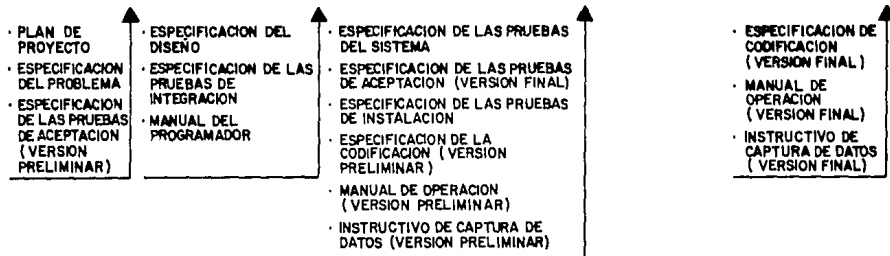 · PLAN DE
PROYECTO
· ESPECIFICACION
DEL PROBLEMA
· ESPECIFICACION
DE LAS PRUEBAS
DE ACEPTACION
( VERSION
PRELIMINAR )
· ESPECIFICACION DEL
DISEÑO
· ESPECIFICACION DE LAS
PRUEBAS DE
INTEGRACION
· MANUAL DEL
PROGRAMADOR
· ESPECIFICACION DE LAS PRUEBAS
DEL SISTEMA
· ESPECIFICACION DE LAS PRUEBAS
DE ACEPTACION (VERSION FINAL)
· ESPECIFICACION DE LAS PRUEBAS
DE INSTALACION
· ESPECIFICACION DE LA
CODIFICACION ( VERSION
PRELIMINAR )
· MANUAL DE OPERACION
( VERSION PRELIMINAR )
· INSTRUCTIVO DE CAPTURA DE
DATOS (VERSION PRELIMINAR)
· ESPECIFICACION DE
CODIFICACION
( VERSION FINAL )
· MANUAL DE
OPERACION
(VERSION FINAL)
· INSTRUCTIVO DE
CAPTURA DE DATOS
( VERSION FINAL)